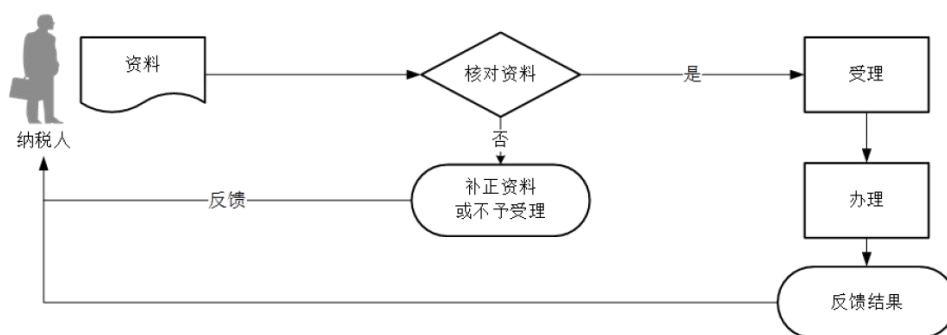 资料
核对资料
是
受理
纳税人
否
补正资料
或不予受理
反馈
办理
反馈结果